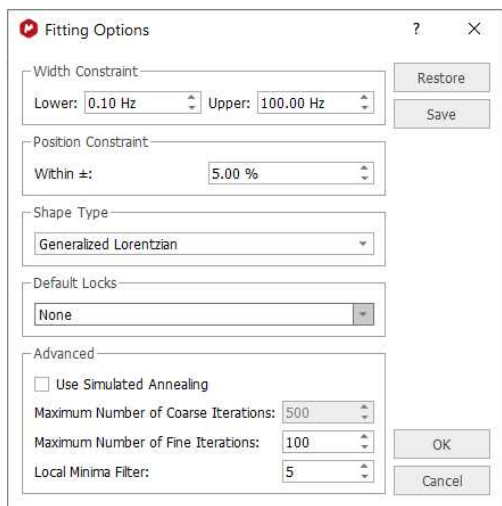 Fitting Options
?
Width Constraint
Lower: 0.10 Hz Upper: 100.00 Hz
Restore
Save
Position Constraint
Within ±: 5.00 %
Shape Type
Generalized Lorentzian
Default Locks
None
Advanced
Use Simulated Annealing
Maximum Number of Coarse Iterations: 500
Maximum Number of Fine Iterations: 100
Local Minima Filter: 5
OK
Cancel